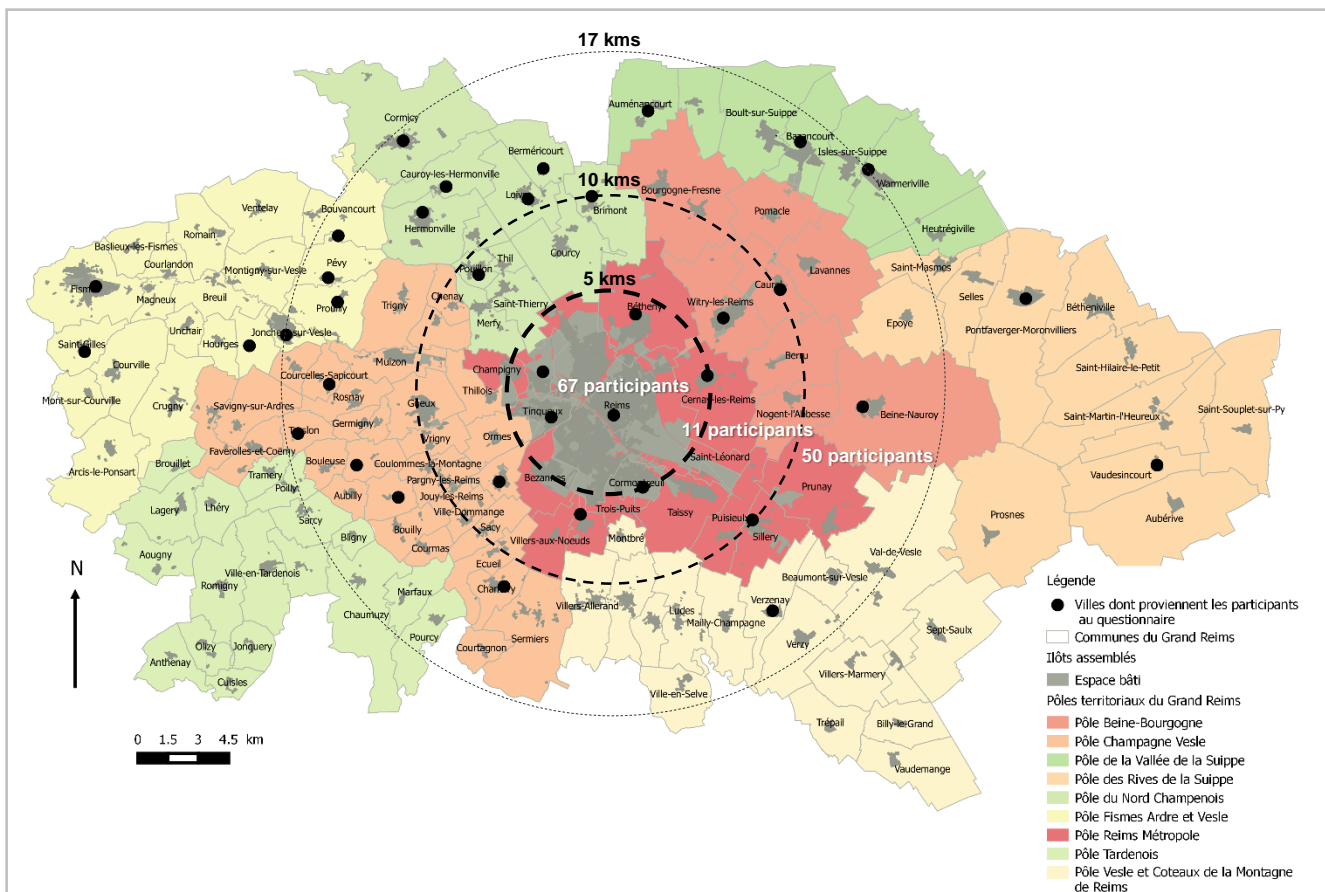 17 kms
Auménancourt
Boult-sur-Suippe
Cormicy
Bazancourt
Isles-sur-Suippe
Berméricourt
Warmeriville
Cauroy-les-Hermonville
Loivre
10 kms
Bourgogne-Fresne
Ventelay
Bouvancourt
Brimont
Pomacle
Hermonville
Heutrégiville
Romain
Baslieux-les-Fismes
Courcy
Pévy
Thil
Pouillon
Lavannes
Saint-Masmes
Courlandon
Montigny-sur-Vesle
5 kms
Caurel
Selles
Fismes
Magneux
Breuil
Prouilly
Trigny
Chenay
Saint-Thierry
Bétheny
Witry-les-Reims
Bétheniville
Merfy
Epoye
Pontfaverger-Moronvilliers
Unchair
Jonchery-sur-Vesle
Saint-Gilles
Hourges
Muizon
Berru
Courville
Champigny
Saint-Hilaire-le-Petit
Courcelles-Sapicourt
67 participants
Thillois
Cernay-les-Reims
Rosnay
Mont-sur-Courville
Crugny
Savigny-sur-Ardres
Gueux
Tinqueux
Reims
Nogent-l'Abbesse
Beine-Nauroy
Saint-Martin-l'Heureux
Saint-Souplet-sur-Py
Germigny
Treslon
Vrigny
Ormes
11 participants
Faverolles-et-Coëmy
50 participants
Brouillet
Bouleuse
Coulommes-la-Montagne
Saint-Léonard
Arcis-le-Ponsart
Tramery
Poilly
Pargny-les-Reims
Bezannes
Cormontreuil
Vaudesincourt
Lagery
Lhéry
Aubilly
Jouy-les-Reims
Prunay
Ville-Dommange
Trois-Puits
Taissy
Puisieulx
Aubérive
Sarcy
Bouilly
Sacy
Prosnes
Bligny
Courmas
Villers-aux-Noeuds
Montbré
Sillery
Aougny
Ecueil
Val-de-Vesle
Ville-en-Tardenois
Beaumont-sur-Vesle
N
Romigny
Marfaux
Chamery
Villers-Allerand
Ludes
Verzenay
Chaumuzy
Mailly-Champagne
Pourcy
Sermiers
Verzy
Sept-Saulx
Olizy
Jonquery
Courtagnon
Anthenay
Villers-Marmery
Cuisles
Ville-en-Selve
Trépail
Billy-le-Grand
Vaudemange
0 1.5 3 4.5 km
Légende
Villes dont proviennent les participants
au questionnaire
Communes du Grand Reims
Ilôts assemblés
Espace bâti
Pôles territoriaux du Grand Reims
Pôle Beine-Bourgogne
Pôle Champagne Vesle
Pôle de la Vallée de la Suippe
Pôle des Rives de la Suippe
Pôle du Nord Champenois
Pôle Fismes Ardre et Vesle
Pôle Reims Métropole
Pôle Tardenois
Pôle Vesle et Coteaux de la Montagne
de Reims